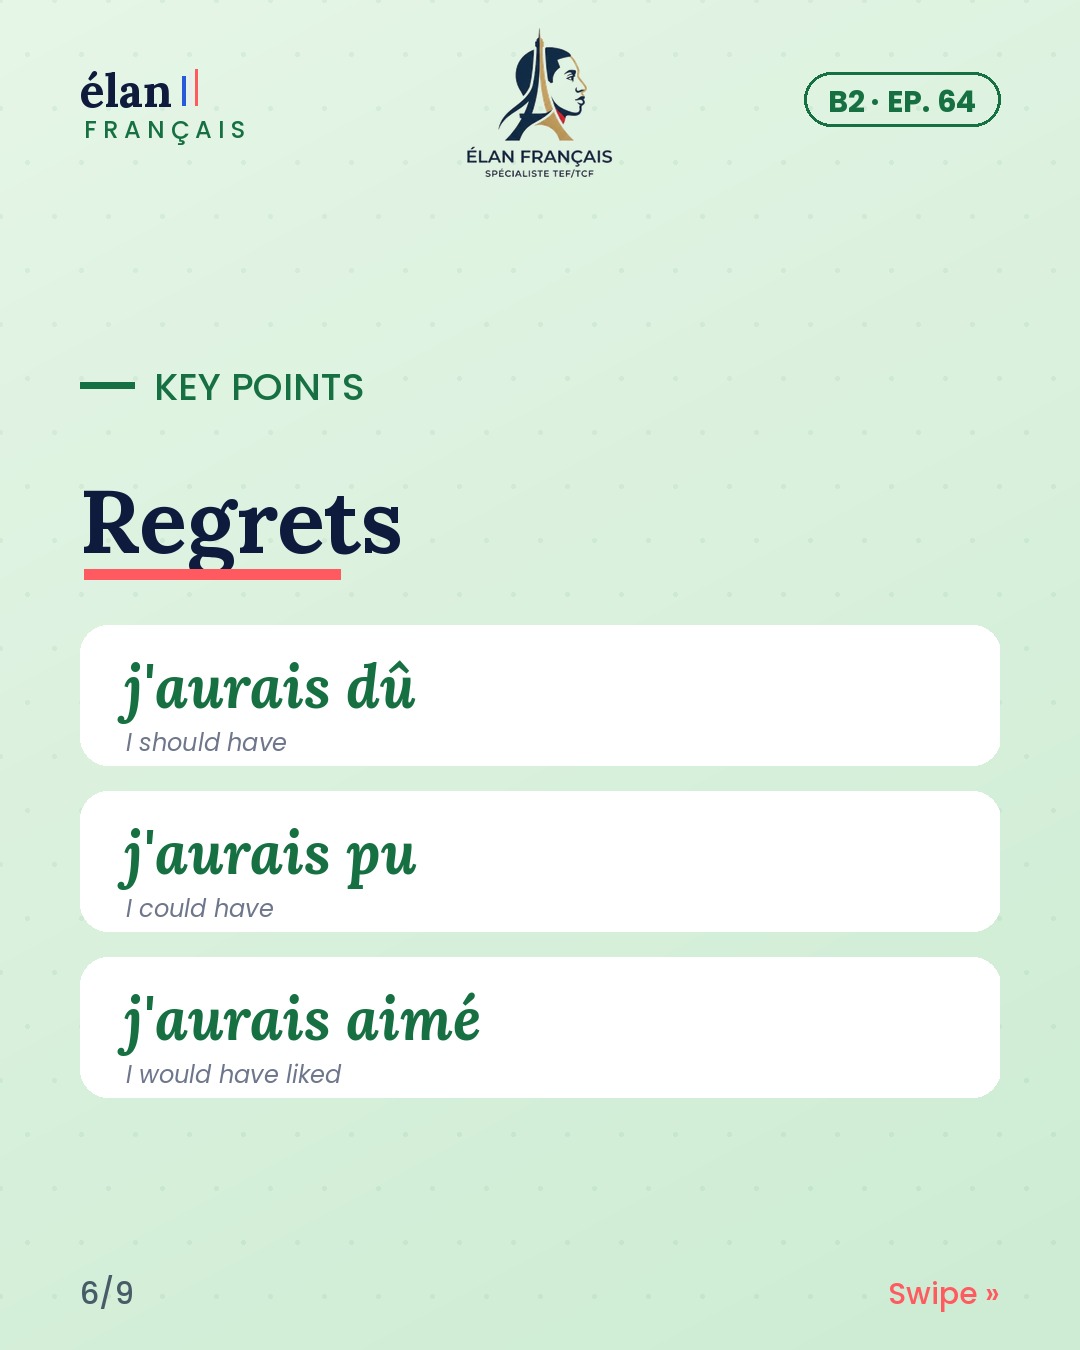 élan
FRANÇAIS
ÉLAN FRANÇAIS
SPÉCIALISTE TEF/TCF
B2 · EP. 64
KEY POINTS
Regrets
j'aurais dû
I should have
j'aurais pu
I could have
j'aurais aimé
I would have liked
6/9
Swipe »